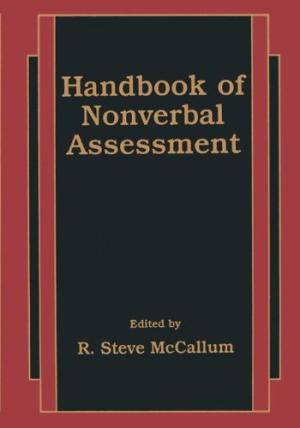 Handbook of
Nonverbal
Assessment
Edited by
R. Steve McCallum